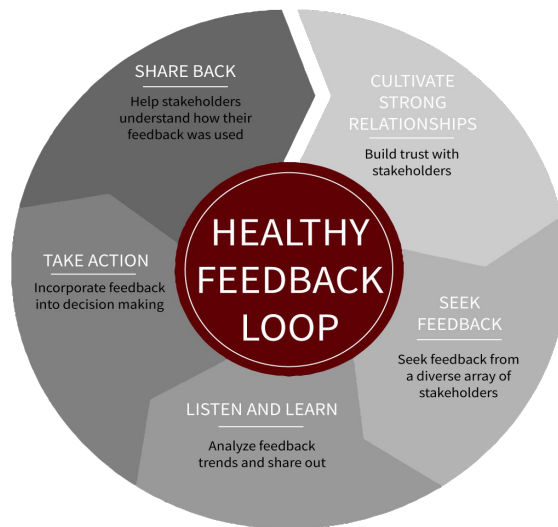 HEALTHY
FEEDBACK
LOOP
CULTIVATE
STRONG
RELATIONSHIPS
Build trust with
stakeholders
SEEK
FEEDBACK
Seek feedback from
a diverse array of
stakeholders
LISTEN AND LEARN
Analyze feedback
trends and share out
TAKE ACTION
Incorporate feedback
into decision making
SHARE BACK
Help stakeholders
understand how their
feedback was used